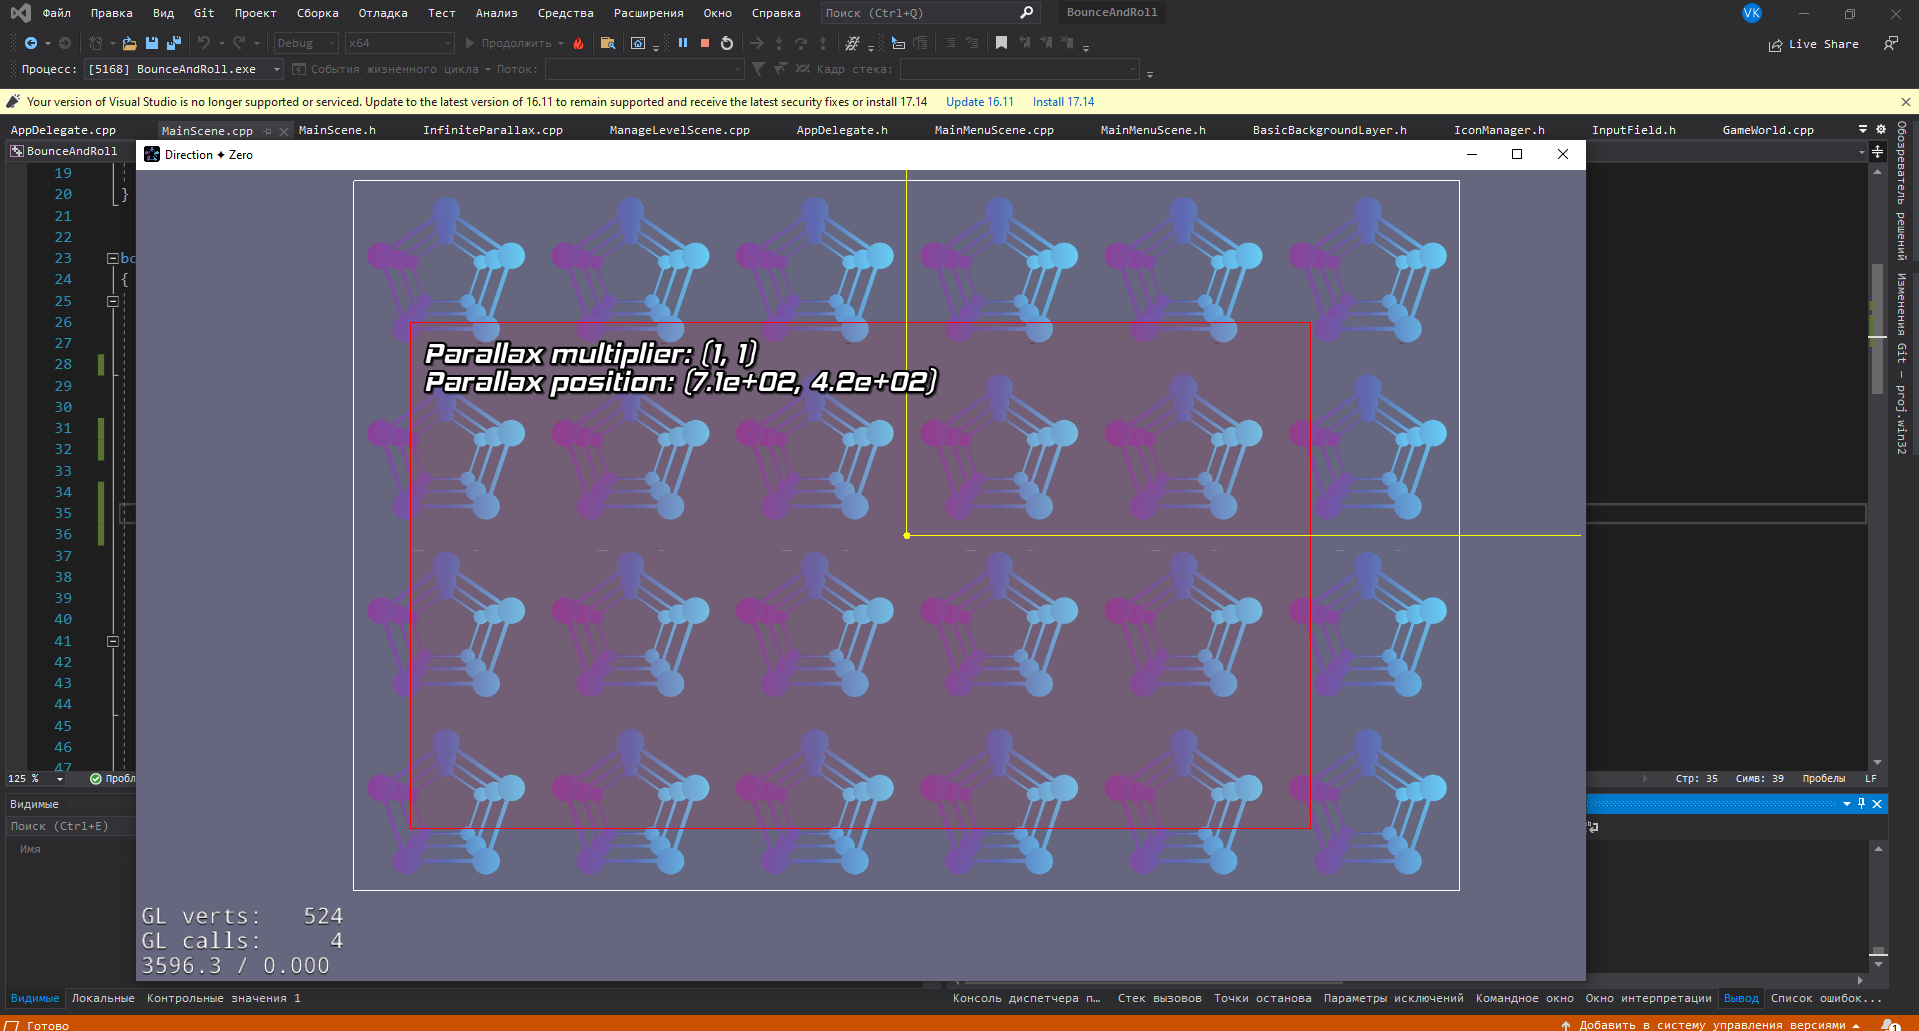 Файл Правка Вид Git Проект Сборка Отладка Тест Анализ Средства Расширения Окно Справка Поиск (Ctrl+Q) BounceAndRoll VK
Debug x64 Продолжить Live Share
Процесс: [5168] BounceAndRoll.exe События жизненного цикла Поток: Кадр стека:
Your version of Visual Studio is no longer supported or serviced. Update to the latest version of 16.11 to remain supported and receive the latest security fixes or install 17.14 Update 16.11 Install 17.14
AppDelegate.cpp MainScene.cpp MainScene.h InfiniteParallax.cpp ManageLevelScene.cpp AppDelegate.h MainMenuScene.cpp MainMenuScene.h BasicBackgroundLayer.h IconManager.h InputField.h GameWorld.cpp
BounceAndRoll
Direction ✦ Zero
19
20 }
21
22
23 bc
24 {
25
26
27
28
29
30
31
32
33
34
35
36
37
38
39
40
41
42
43
44
45
46
47
Parallax multiplier: (1, 1)
Parallax position: (7.1e+02, 4.2e+02)
GL verts: 524
GL calls: 4
3596.3 / 0.000
Обозреватель решений
Изменения Git — proj.win32
125 % Пробл
Стр: 35 Симв: 39 Пробелы LF
Видимые
Поиск (Ctrl+E)
Имя
Видимые Локальные Контрольные значения 1
Консоль диспетчера п... Стек вызовов Точки останова Параметры исключений Командное окно Окно интерпретации Вывод Список ошибок...
Готово Добавить в систему управления версиями 1